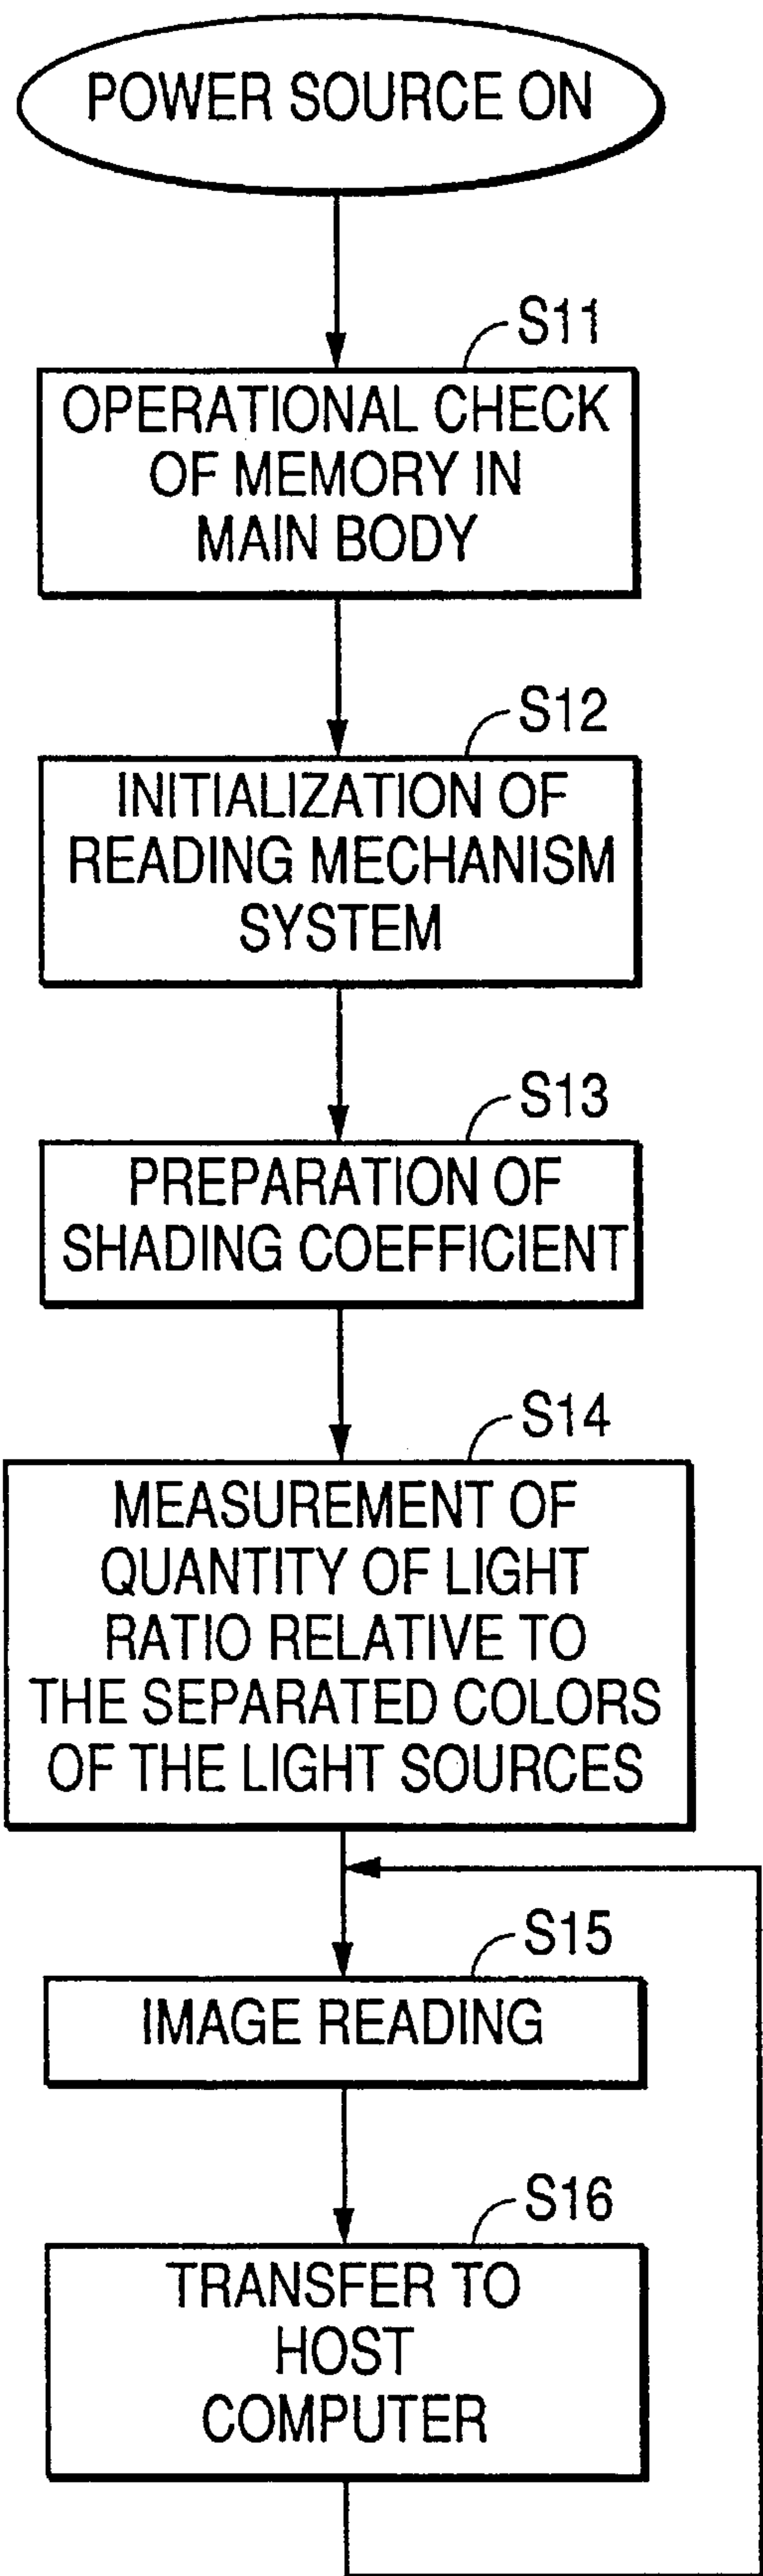 POWER SOURCE ON
S11
OPERATIONAL CHECK
OF MEMORY IN
MAIN BODY
S12
INITIALIZATION OF
READING MECHANISM
SYSTEM
S13
PREPARATION OF
SHADING COEFFICIENT
S14
MEASUREMENT OF
QUANTITY OF LIGHT
RATIO RELATIVE TO
THE SEPARATED COLORS
OF THE LIGHT SOURCES
S15
IMAGE READING
S16
TRANSFER TO
HOST
COMPUTER